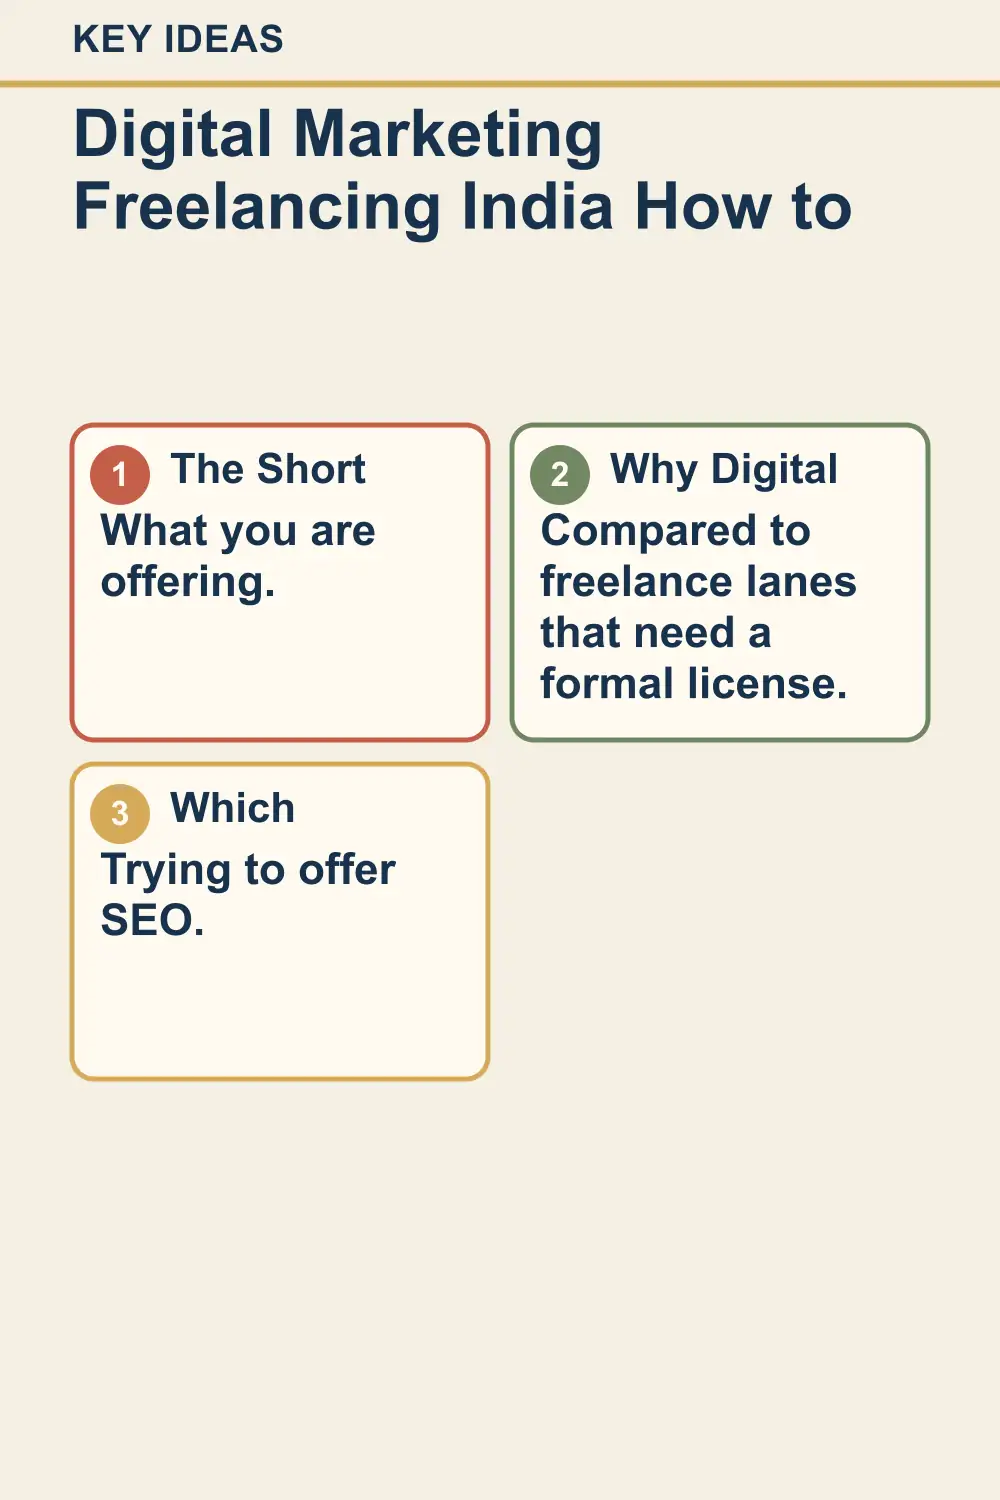 KEY IDEAS
Digital Marketing
Freelancing India How to
1 The Short
What you are
offering.
2 Why Digital
Compared to
freelance lanes
that need a
formal license.
3 Which
Trying to offer
SEO.